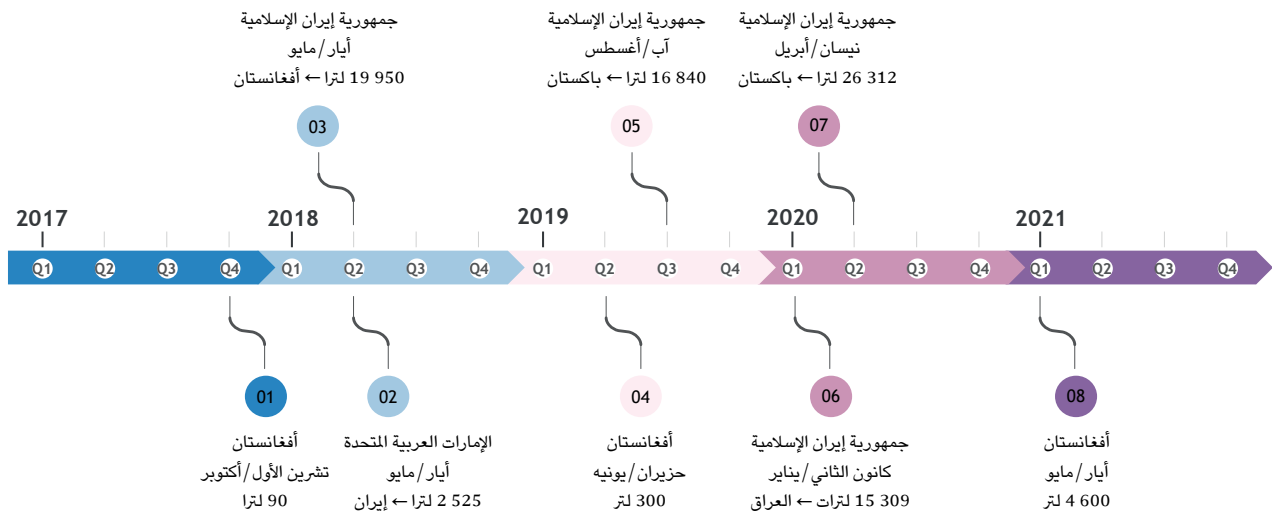 جمهورية إيران الإسلامية
أيار/مايو
19 950 لترا ← أفغانستان
جمهورية إيران الإسلامية
آب/أغسطس
16 840 لترا ← باكستان
جمهورية إيران الإسلامية
نيسان/أبريل
26 312 لترا ← باكستان
03
05
07
2017
2018
2019
2020
2021
Q1 Q2 Q3 Q4 Q1 Q2 Q3 Q4 Q1 Q2 Q3 Q4 Q1 Q2 Q3 Q4 Q1 Q2 Q3 Q4
01
02
04
06
08
أفغانستان
تشرين الأول/أكتوبر
90 لترا
الإمارات العربية المتحدة
أيار/مايو
2 525 لترا ← إيران
أفغانستان
حزيران/يونيه
300 لتر
جمهورية إيران الإسلامية
كانون الثاني/يناير
15 309 لترات ← العراق
أفغانستان
أيار/مايو
4 600 لتر